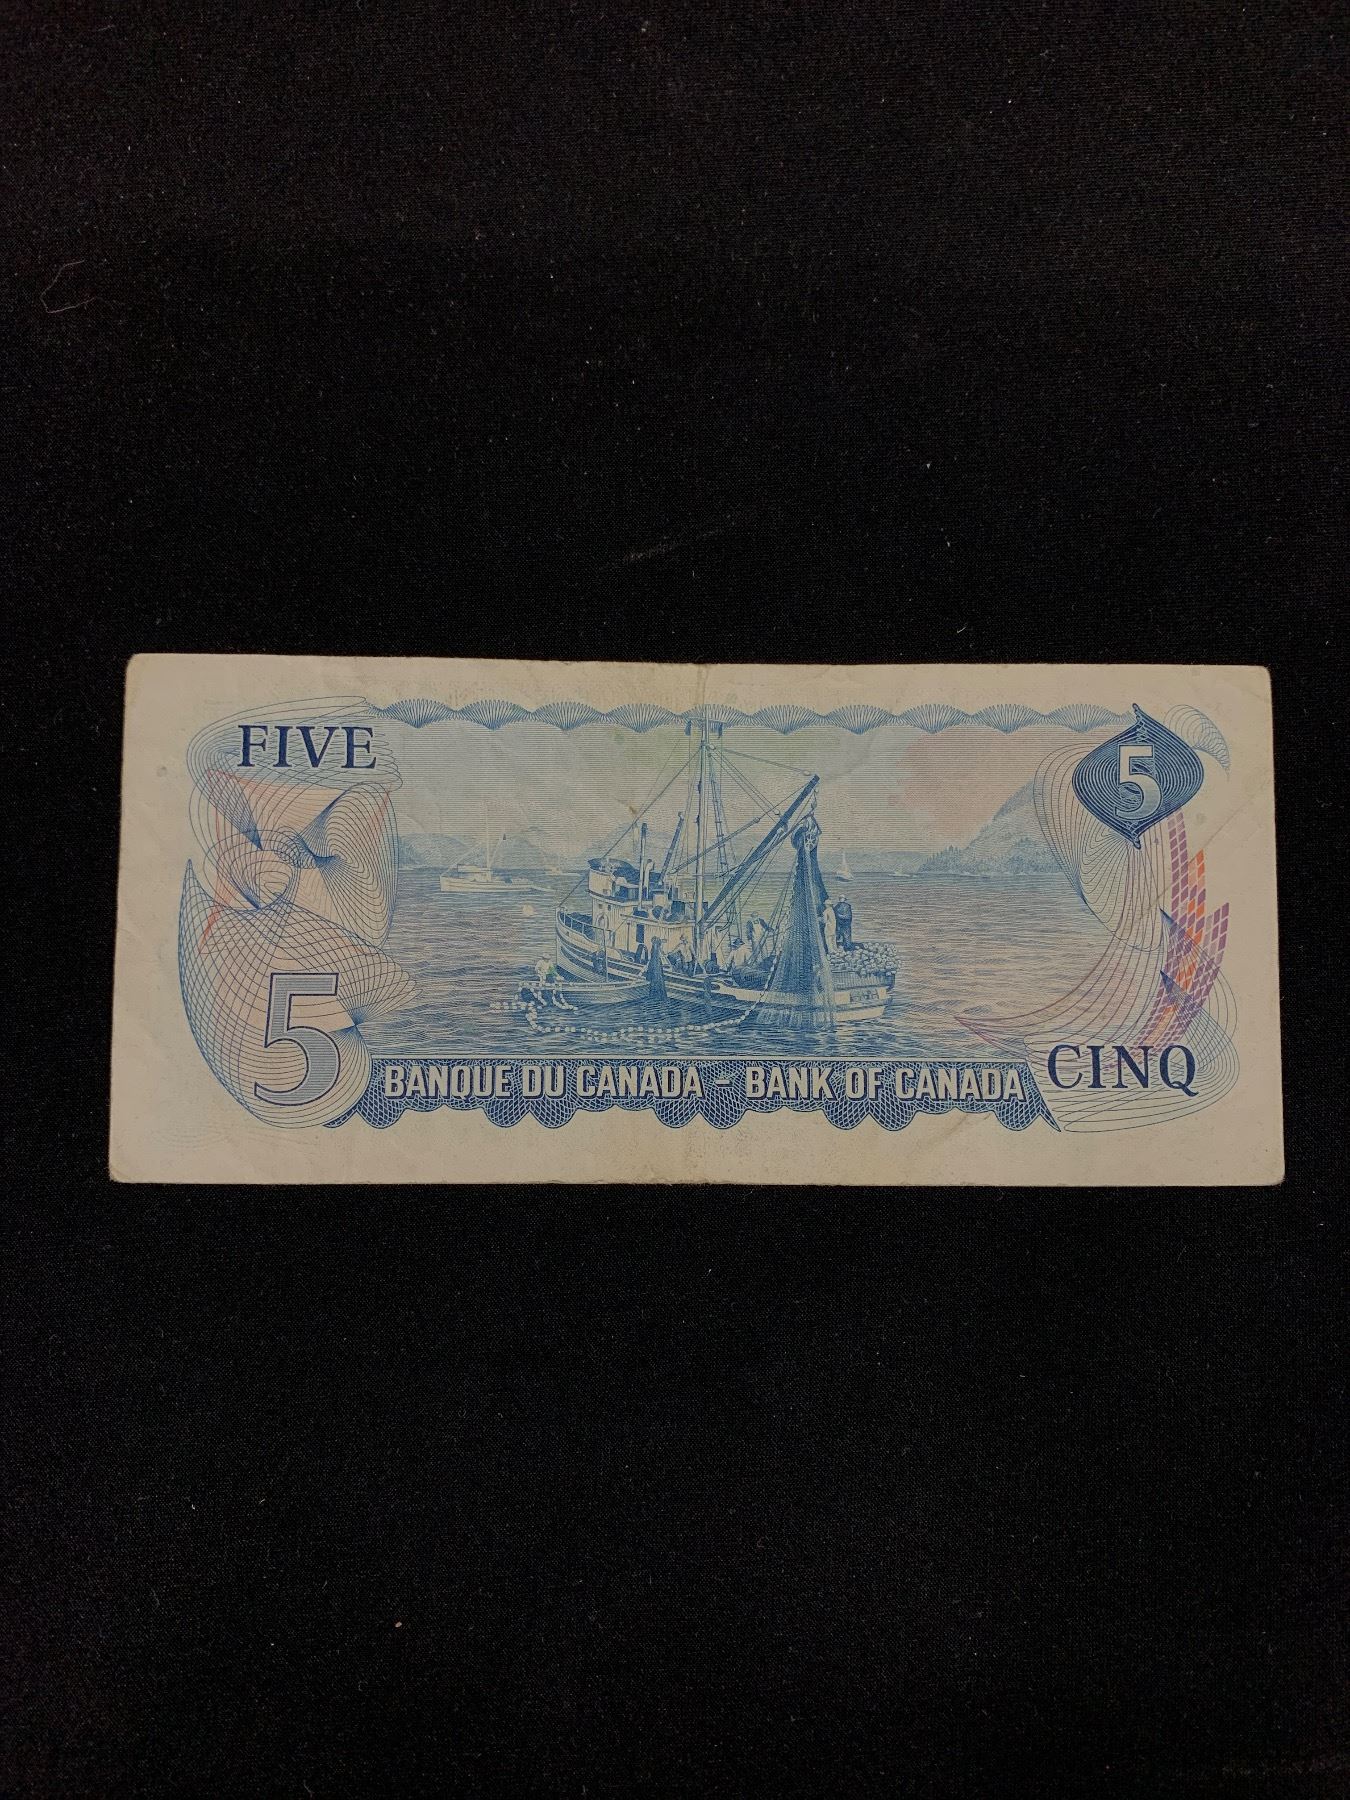 FIVE
5
5
BANQUE DU CANADA - BANK OF CANADA
CINQ